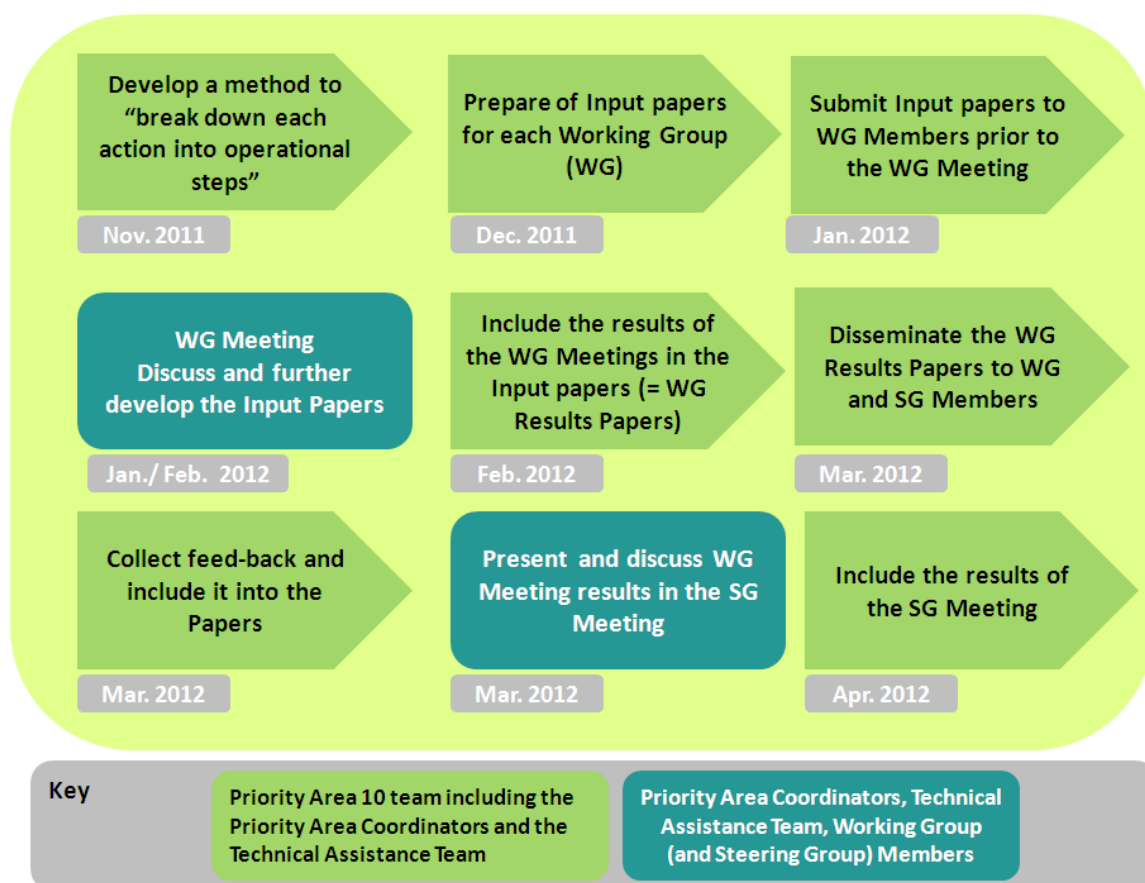 Develop a method to
“break down each
action into operational
steps”
Nov. 2011
Prepare of Input papers
for each Working Group
(WG)
Dec. 2011
Submit Input papers to
WG Members prior to
the WG Meeting
Jan. 2012
WG Meeting
Discuss and further
develop the Input Papers
Jan./ Feb. 2012
Include the results of
the WG Meetings in the
Input papers (= WG
Results Papers)
Feb. 2012
Disseminate the WG
Results Papers to WG
and SG Members
Mar. 2012
Collect feed-back and
include it into the
Papers
Mar. 2012
Present and discuss WG
Meeting results in the SG
Meeting
Mar. 2012
Include the results of
the SG Meeting
Apr. 2012
Key
Priority Area 10 team including the
Priority Area Coordinators and the
Technical Assistance Team
Priority Area Coordinators, Technical
Assistance Team, Working Group
(and Steering Group) Members